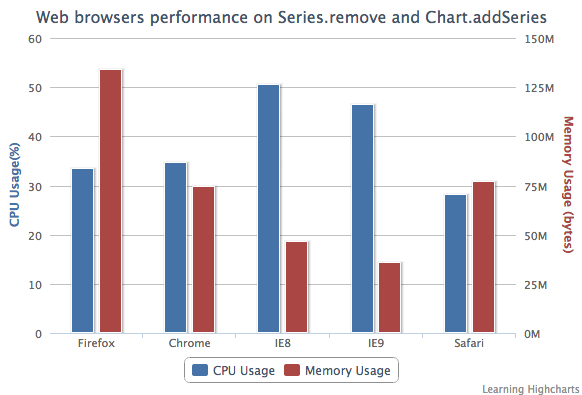 Web browsers performance on Series.remove and Chart.addSeries
60
50
40
30
20
10
0
CPU Usage(%)
150M
125M
100M
75M
50M
25M
0M
Memory Usage (bytes)
Firefox Chrome IE8 IE9 Safari
CPU Usage Memory Usage
Learning Highcharts